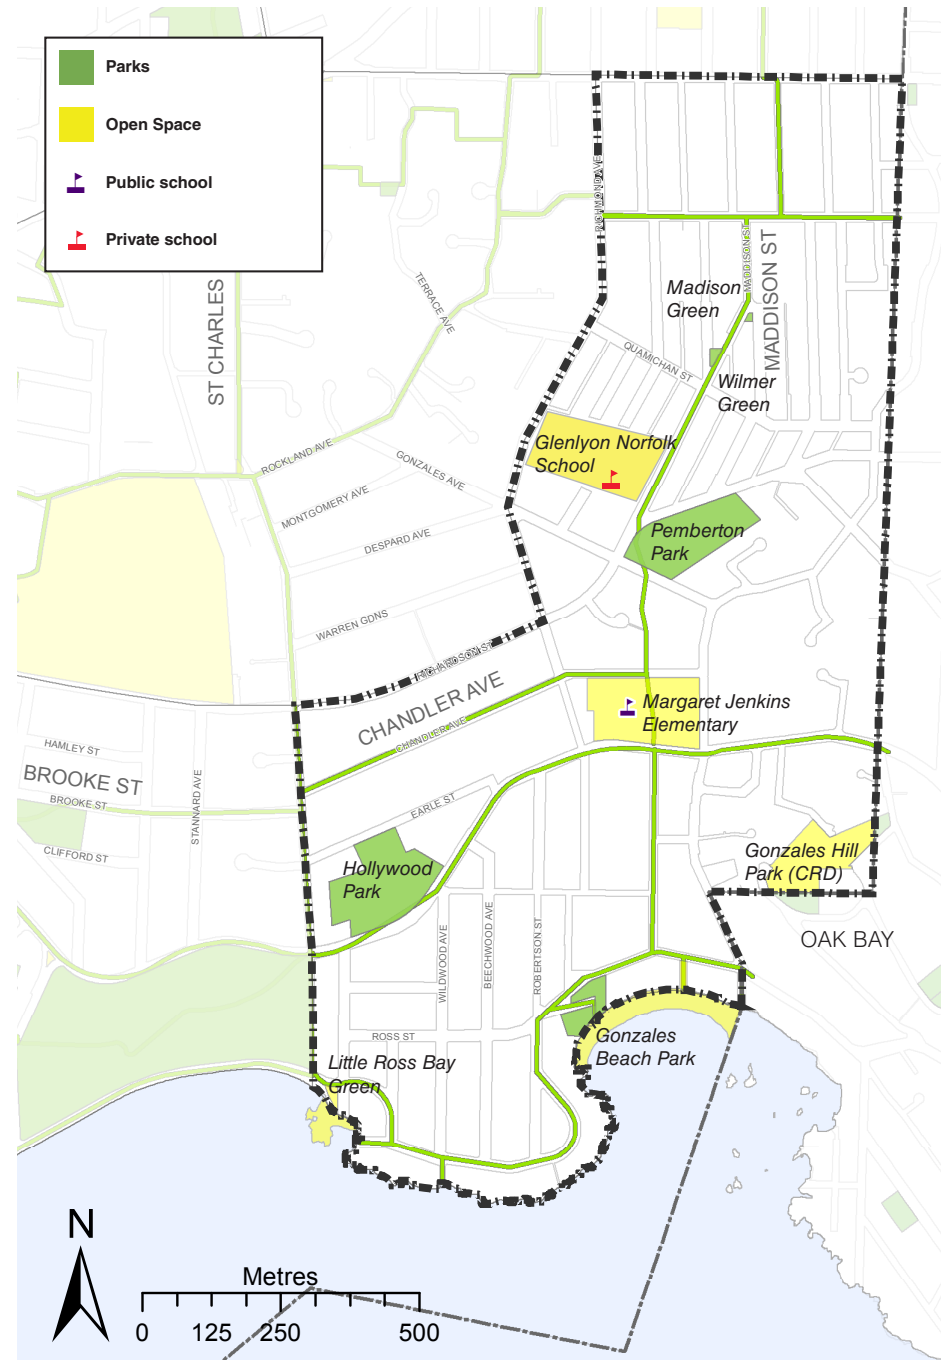 Parks
Open Space
Public school
Private school
RICHMOND AVE
MADDISON ST
MADDISON ST
Madison
Green
ST CHARLES
TERRACE AVE
QUAMICHAN ST
Wilmer
Green
Glenlyon Norfolk
School
ROCKLAND AVE
GONZALES AVE
MONTGOMERY AVE
DESPARD AVE
Pemberton
Park
WARREN GDNS
RICHARDSON ST
CHANDLER AVE
CHANDLER AVE
Margaret Jenkins
Elementary
HAMLEY ST
BROOKE ST
BROOKE ST
STANNARD AVE
EARLE ST
CLIFFORD ST
Hollywood
Park
Gonzales Hill
Park (CRD)
OAK BAY
WILDWOOD AVE
BEECHWOOD AVE
ROBERTSON ST
ROSS ST
Gonzales
Beach Park
Little Ross Bay
Green
N
Metres
0 125 250 500